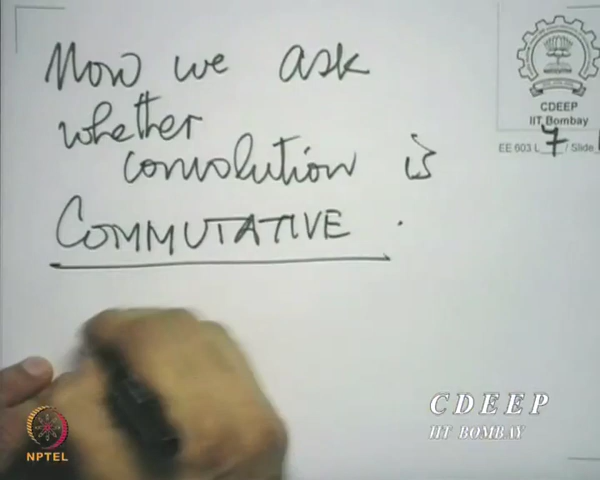 Now we ask
whether
convolution is
COMMUTATIVE.
CDEEP
IIT Bombay
EE 603 L 7 / Slide
CDEEP
IIT BOMBAY
NPTEL